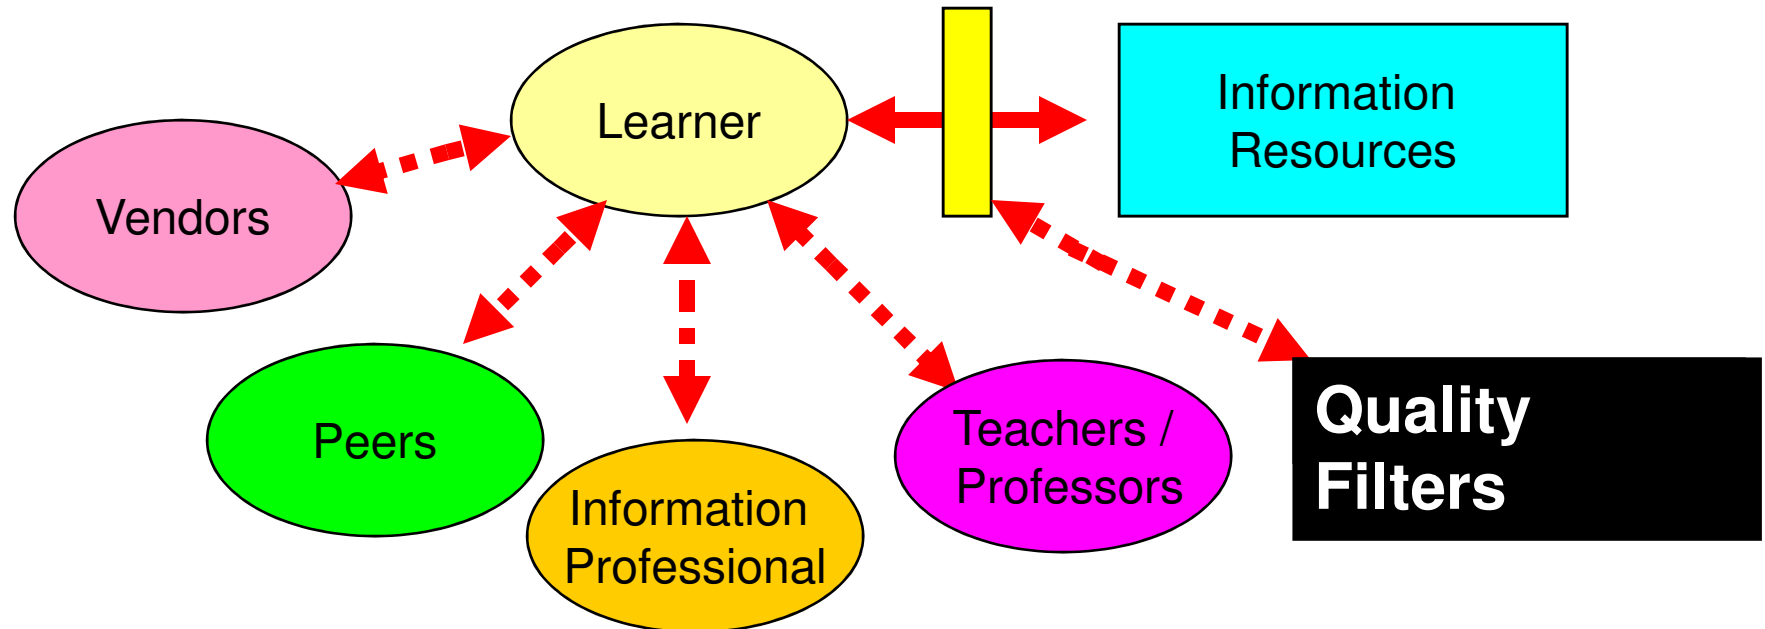 Learner
Information
Resources
Vendors
Peers
Information
Professional
Teachers /
Professors
Quality
Filters